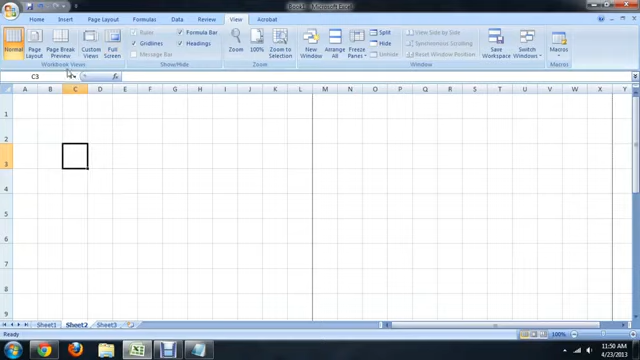 Book1 - Microsoft Excel
Home Insert Page Layout Formulas Data Review View Acrobat
Normal Page Layout Page Break Preview Custom Views Full Screen
Workbook Views
Ruler Formula Bar
Gridlines Headings
Message Bar
Show/Hide
Zoom 100% Zoom to Selection
Zoom
New Window Arrange All Freeze Panes
Split
Hide
Unhide
View Side by Side
Synchronous Scrolling
Reset Window Position
Save Workspace Switch Windows
Window
Macros
Macros
C3 fx
A B C D E F G H I J K L M N O P Q R S T U V W X Y
1
2
3
4
5
6
7
8
9
Sheet1 Sheet2 Sheet3
Ready 100%
11:50 AM
4/23/2013